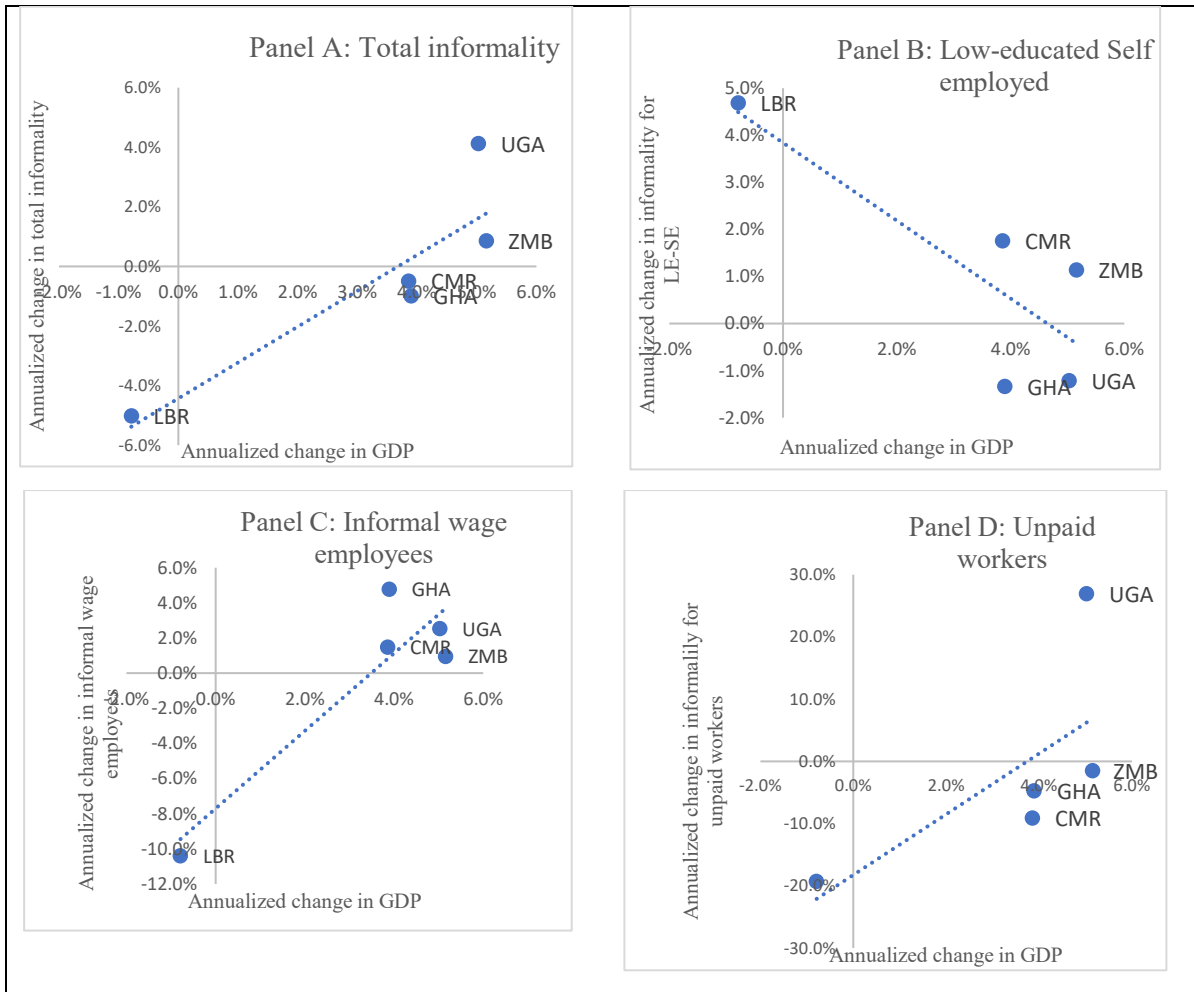 Panel A: Total informality
Annualized change in total informality
6.0%
4.0%
2.0%
0.0%
-2.0%
-4.0%
-6.0%
-2.0%
-1.0%
0.0%
1.0%
2.0%
3.0%
4.0%
5.0%
6.0%
UGA
ZMB
CMR
GHA
LBR
Annualized change in GDP
Panel B: Low-educated Self
employed
Annualized change in informality for
LE-SE
5.0%
4.0%
3.0%
2.0%
1.0%
0.0%
-1.0%
-2.0%
-2.0%
0.0%
2.0%
4.0%
6.0%
LBR
CMR
ZMB
GHA
UGA
Annualized change in GDP
Panel C: Informal wage
employees
Annualized change in informal wage
employees
6.0%
4.0%
2.0%
0.0%
-2.0%
-4.0%
-6.0%
-8.0%
-10.0%
-12.0%
-2.0%
0.0%
2.0%
4.0%
6.0%
GHA
UGA
CMR
ZMB
LBR
Annualized change in GDP
Panel D: Unpaid
workers
Annualized change in informalily for
unpaid workers
30.0%
20.0%
10.0%
0.0%
-10.0%
-20.0%
-30.0%
-2.0%
0.0%
2.0%
4.0%
6.0%
UGA
ZMB
GHA
CMR
Annualized change in GDP